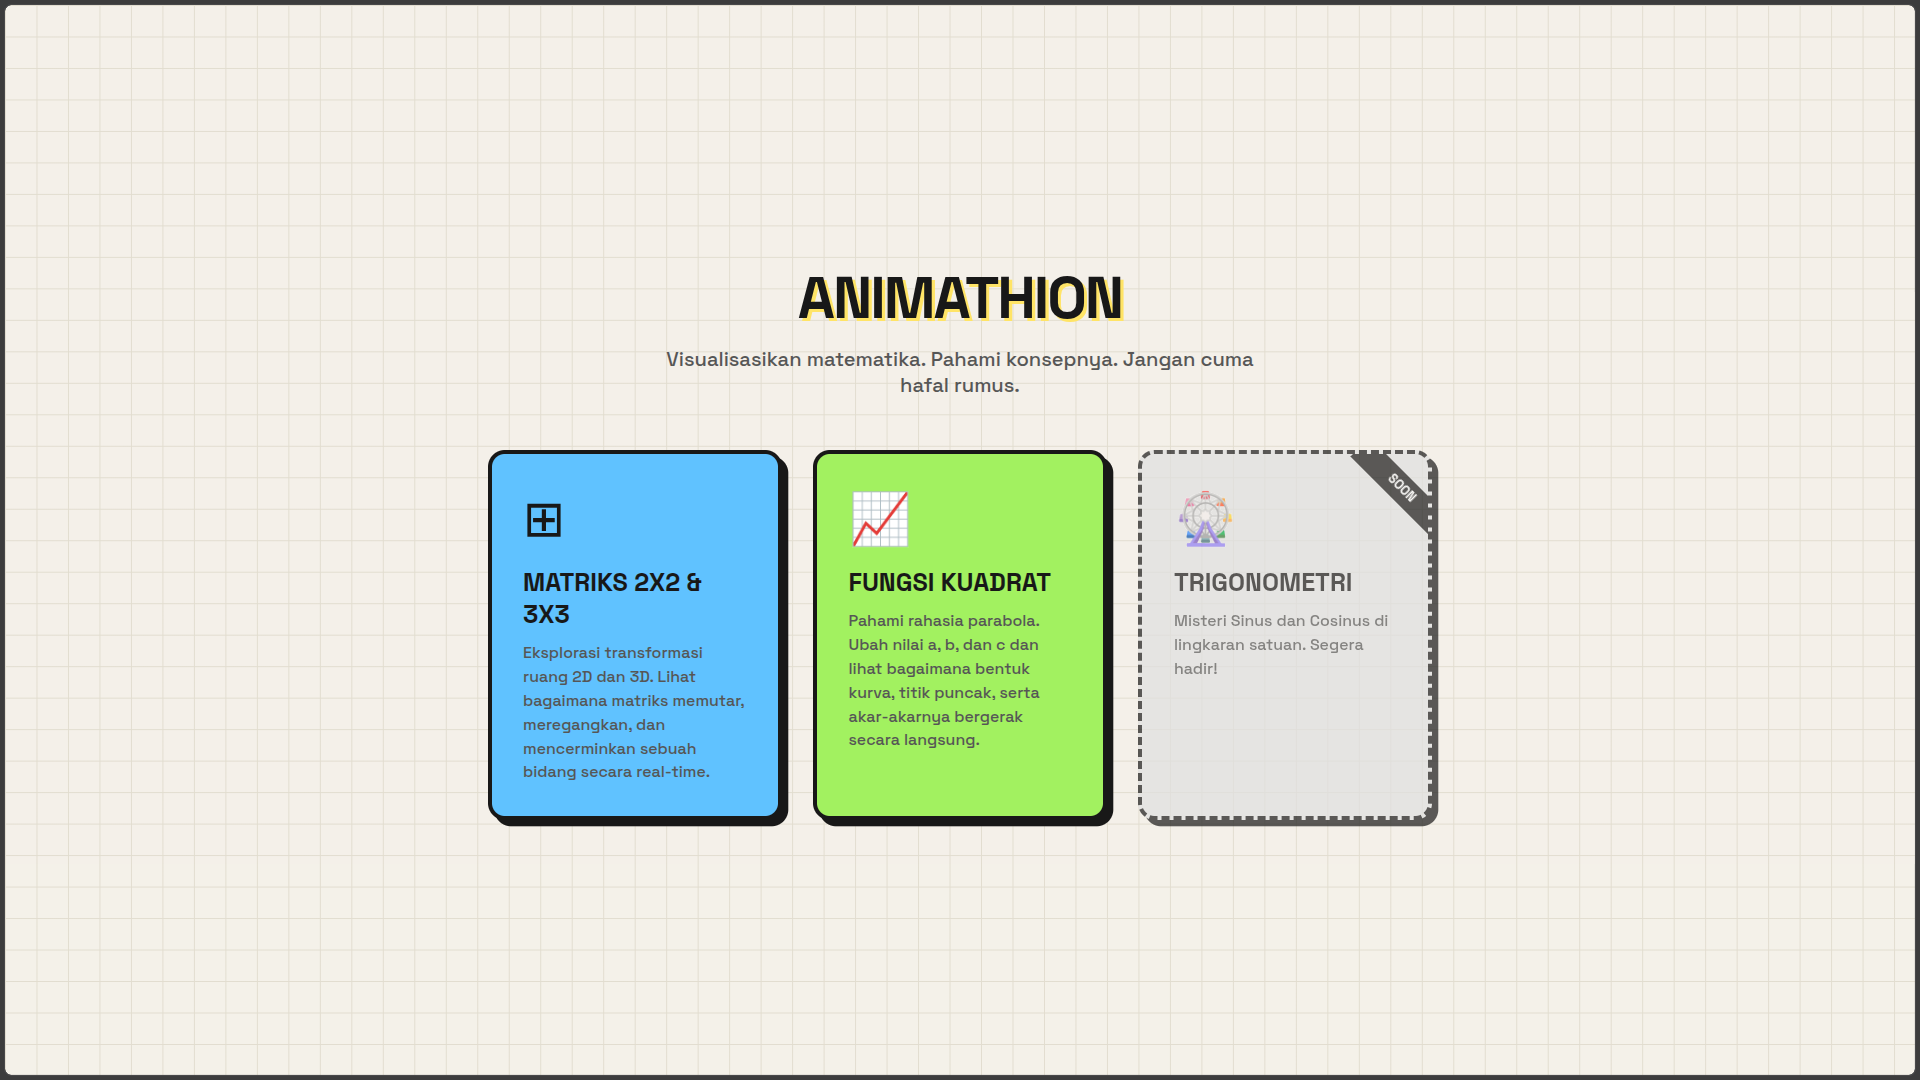 ANIMATHION
Visualisasikan matematika. Pahami konsepnya. Jangan cuma
hafal rumus.
MATRIKS 2X2 &
3X3
Eksplorasi transformasi
ruang 2D dan 3D. Lihat
bagaimana matriks memutar,
meregangkan, dan
mencerminkan sebuah
bidang secara real-time.
FUNGSI KUADRAT
Pahami rahasia parabola.
Ubah nilai a, b, dan c dan
lihat bagaimana bentuk
kurva, titik puncak, serta
akar-akarnya bergerak
secara langsung.
SOON
TRIGONOMETRI
Misteri Sinus dan Cosinus di
lingkaran satuan. Segera
hadir!